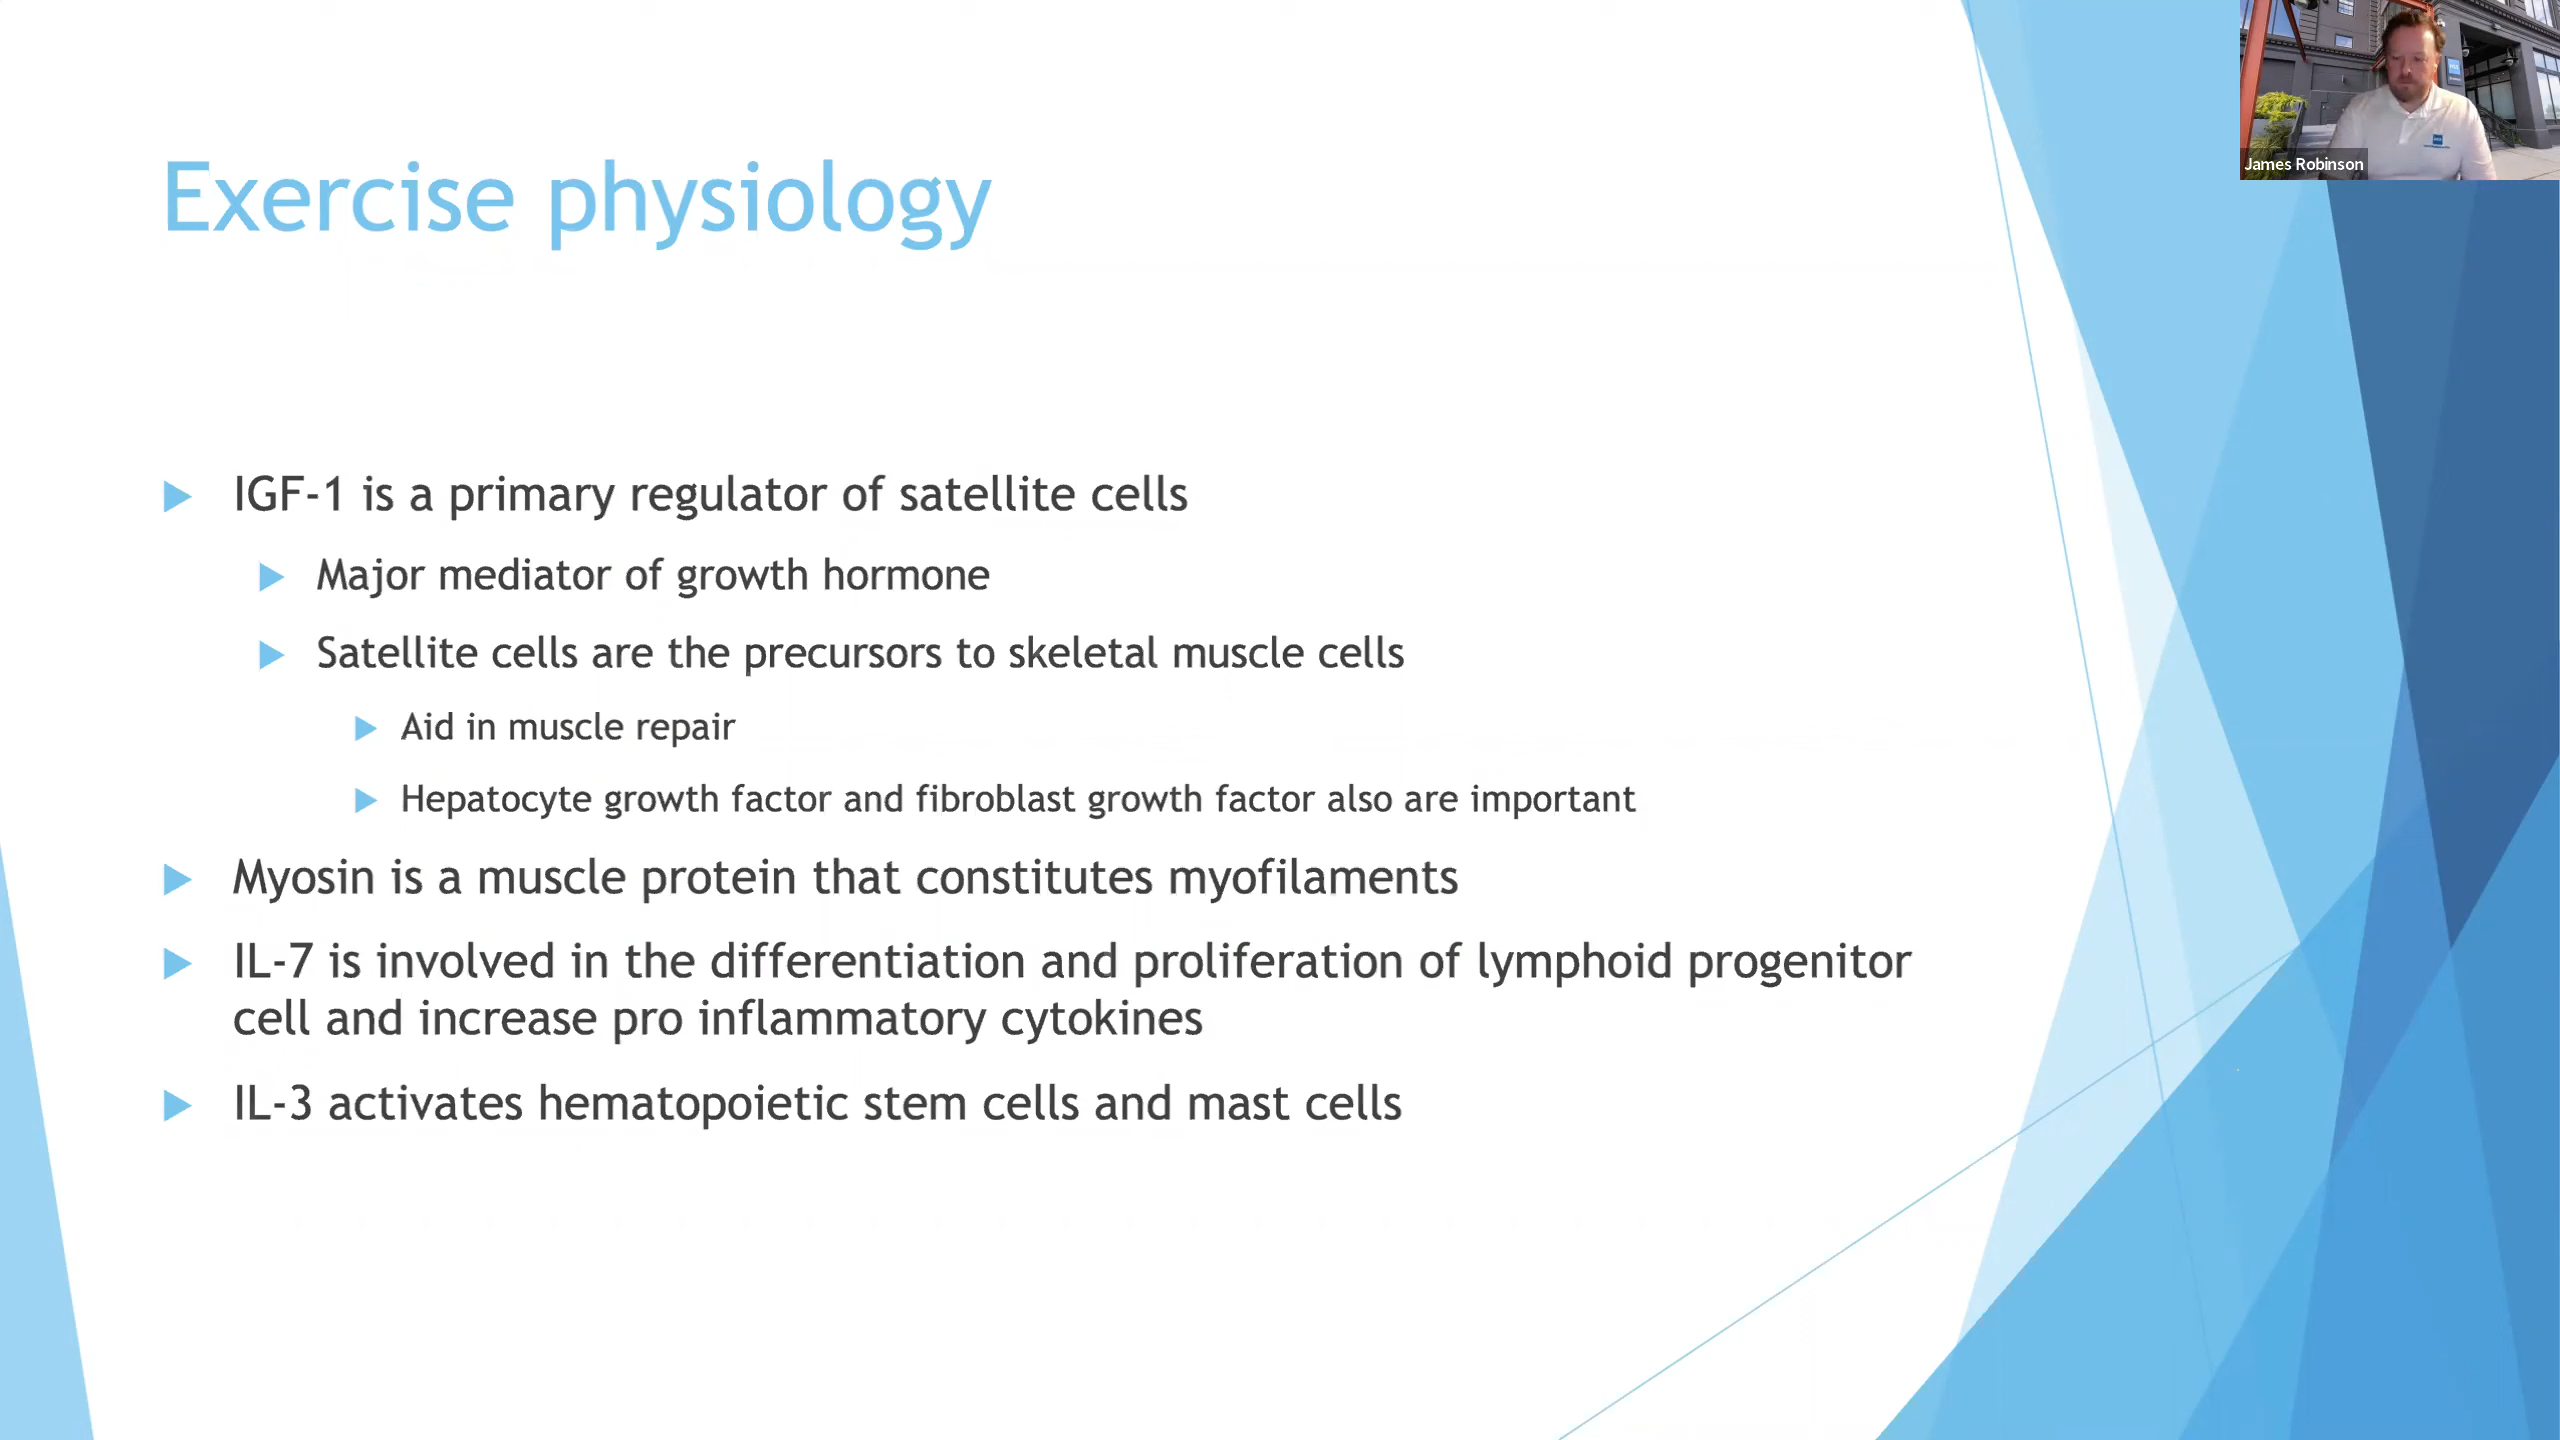 Exercise physiology
James Robinson
IGF-1 is a primary regulator of satellite cells
Major mediator of growth hormone
Satellite cells are the precursors to skeletal muscle cells
Aid in muscle repair
Hepatocyte growth factor and fibroblast growth factor also are important
Myosin is a muscle protein that constitutes myofilaments
IL-7 is involved in the differentiation and proliferation of lymphoid progenitor
cell and increase pro inflammatory cytokines
IL-3 activates hematopoietic stem cells and mast cells